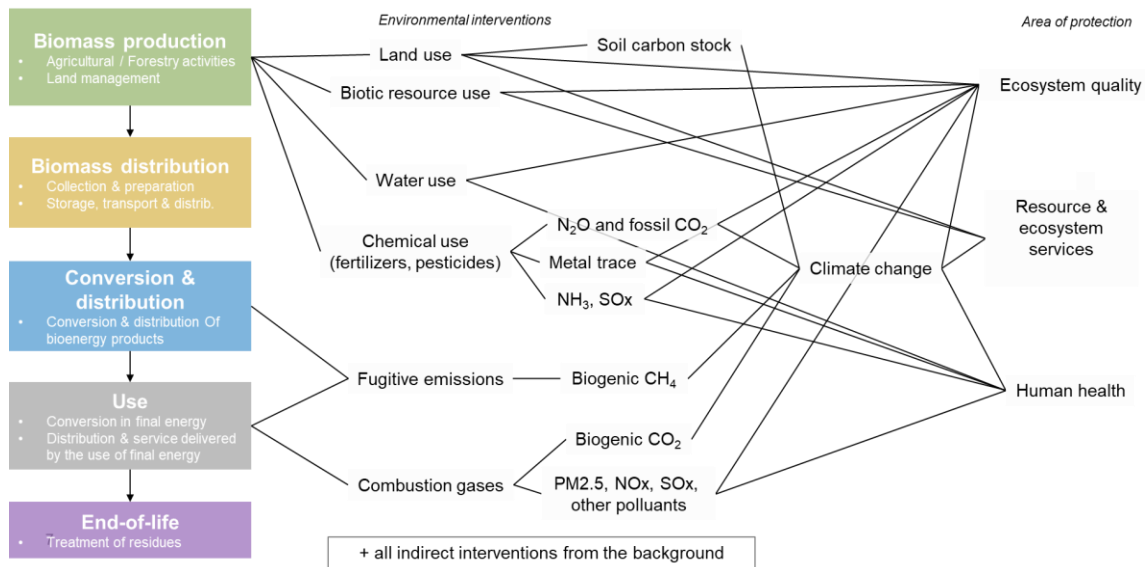 Environmental interventions
Area of protection
Biomass production
• Agricultural / Forestry activities
• Land management
Biomass distribution
• Collection & preparation
• Storage, transport & distrib.
Conversion &
distribution
• Conversion & distribution Of
bioenergy products
Use
• Conversion in final energy
• Distribution & service delivered
by the use of final energy
End-of-life
Treatment of residues
Land use
Biotic resource use
Water use
Chemical use
(fertilizers, pesticides)
Fugitive emissions
Combustion gases
Soil carbon stock
N₂O and fossil CO₂
Metal trace
NH₃, SOx
Biogenic CH₄
Biogenic CO₂
PM2.5, NOx, SOx,
other polluants
Climate change
Ecosystem quality
Resource &
ecosystem
services
Human health
+ all indirect interventions from the background